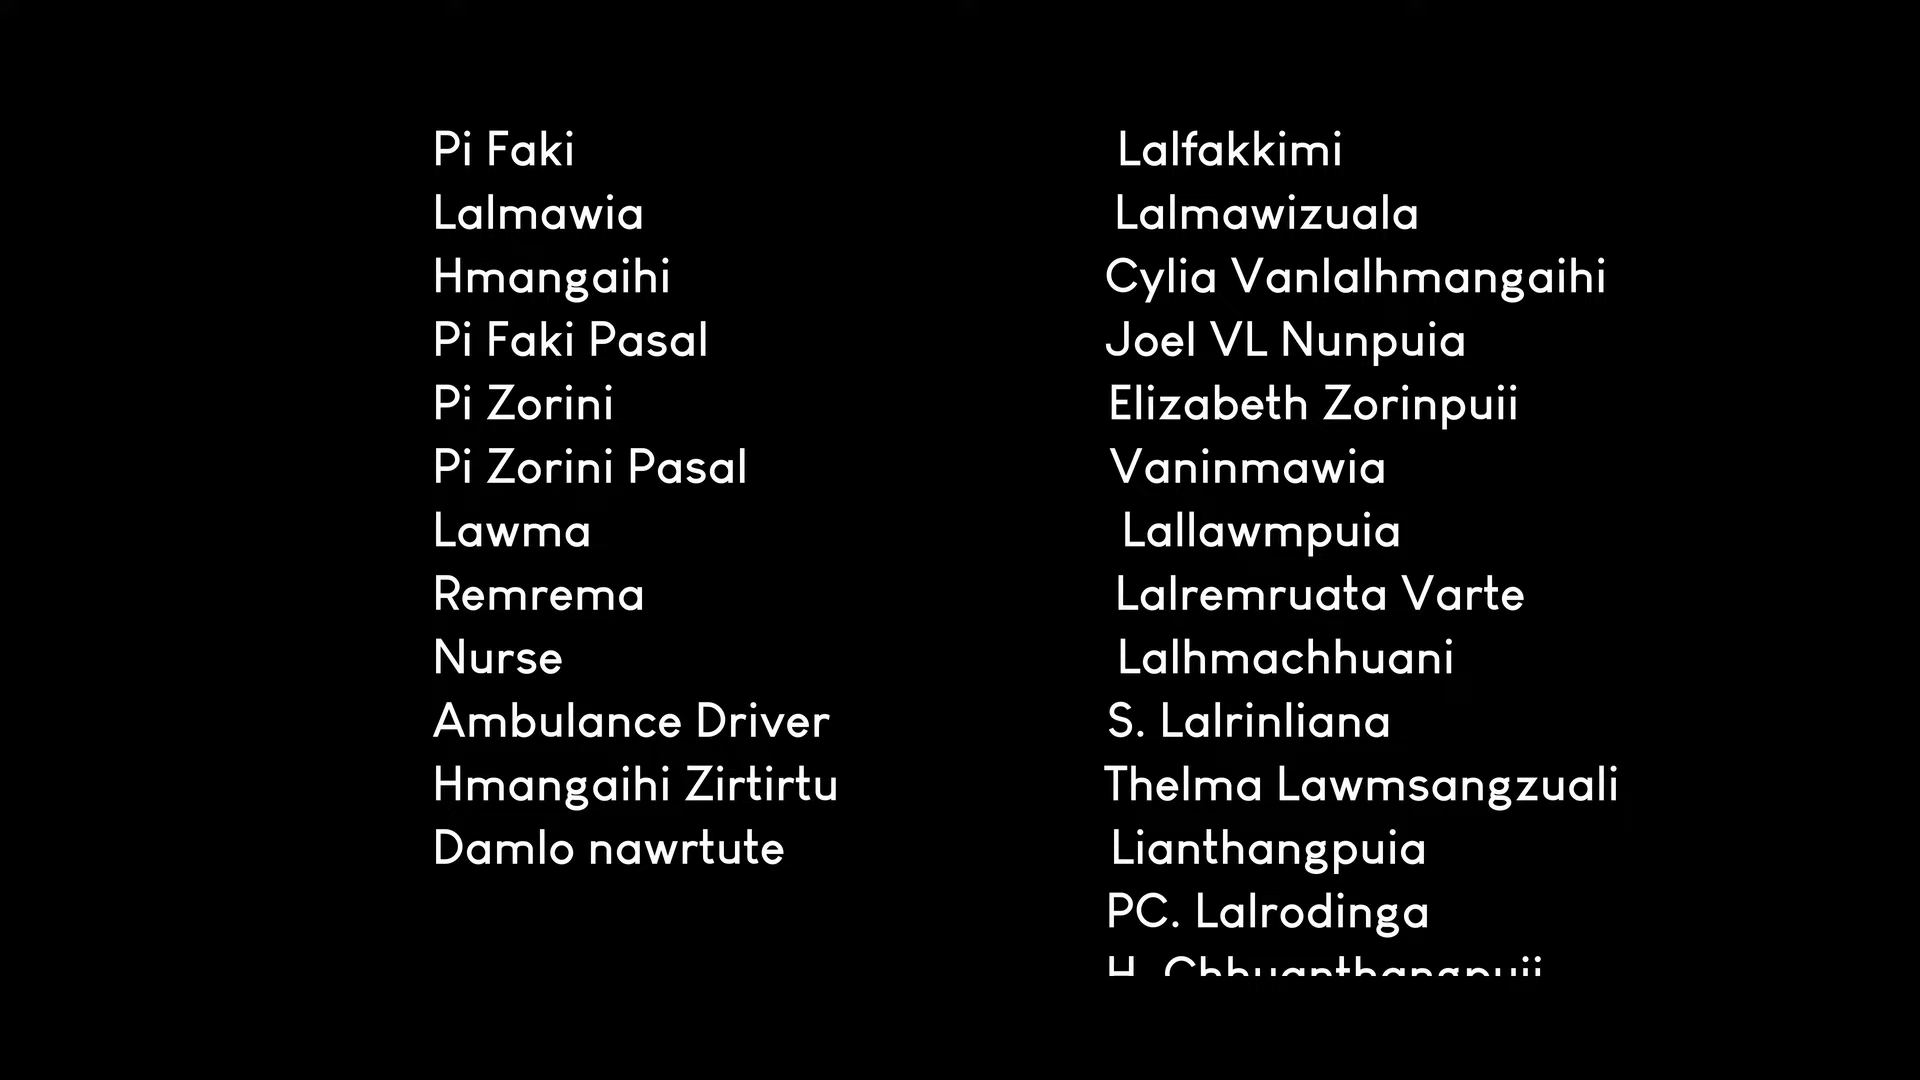 Pi Faki Lalfakkimi
Lalmawia Lalmawizuala
Hmangaihi Cylia Vanlalhmangaihi
Pi Faki Pasal Joel VL Nunpuia
Pi Zorini Elizabeth Zorinpuii
Pi Zorini Pasal Vaninmawia
Lawma Lallawmpuia
Remrema Lalremruata Varte
Nurse Lalhmachhuani
Ambulance Driver S. Lalrinliana
Hmangaihi Zirtirtu Thelma Lawmsangzuali
Damlo nawrtute Lianthangpuia
PC. Lalrodinga